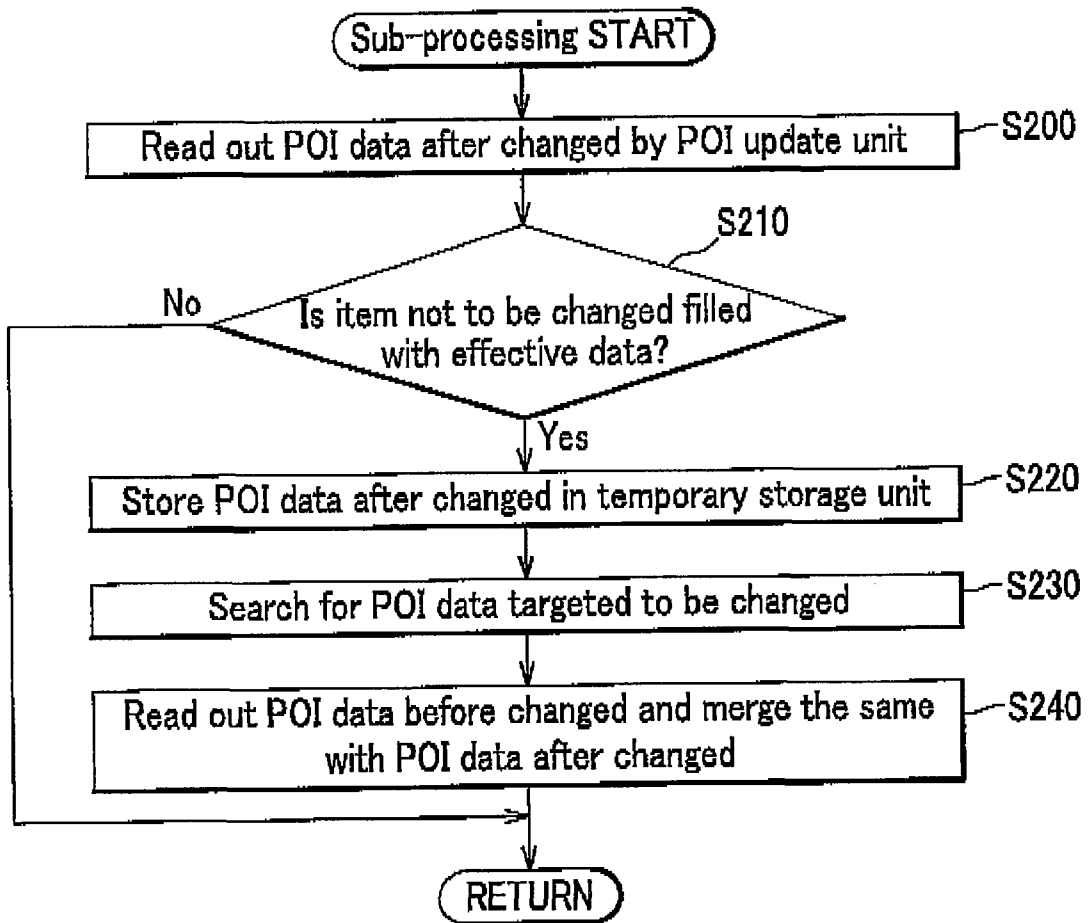 Sub-processing START
Read out POI data after changed by POI update unit
S200
S210
No
Is item not to be changed filled
with effective data?
Yes
Store POI data after changed in temporary storage unit
S220
Search for POI data targeted to be changed
S230
Read out POI data before changed and merge the same
with POI data after changed
S240
RETURN